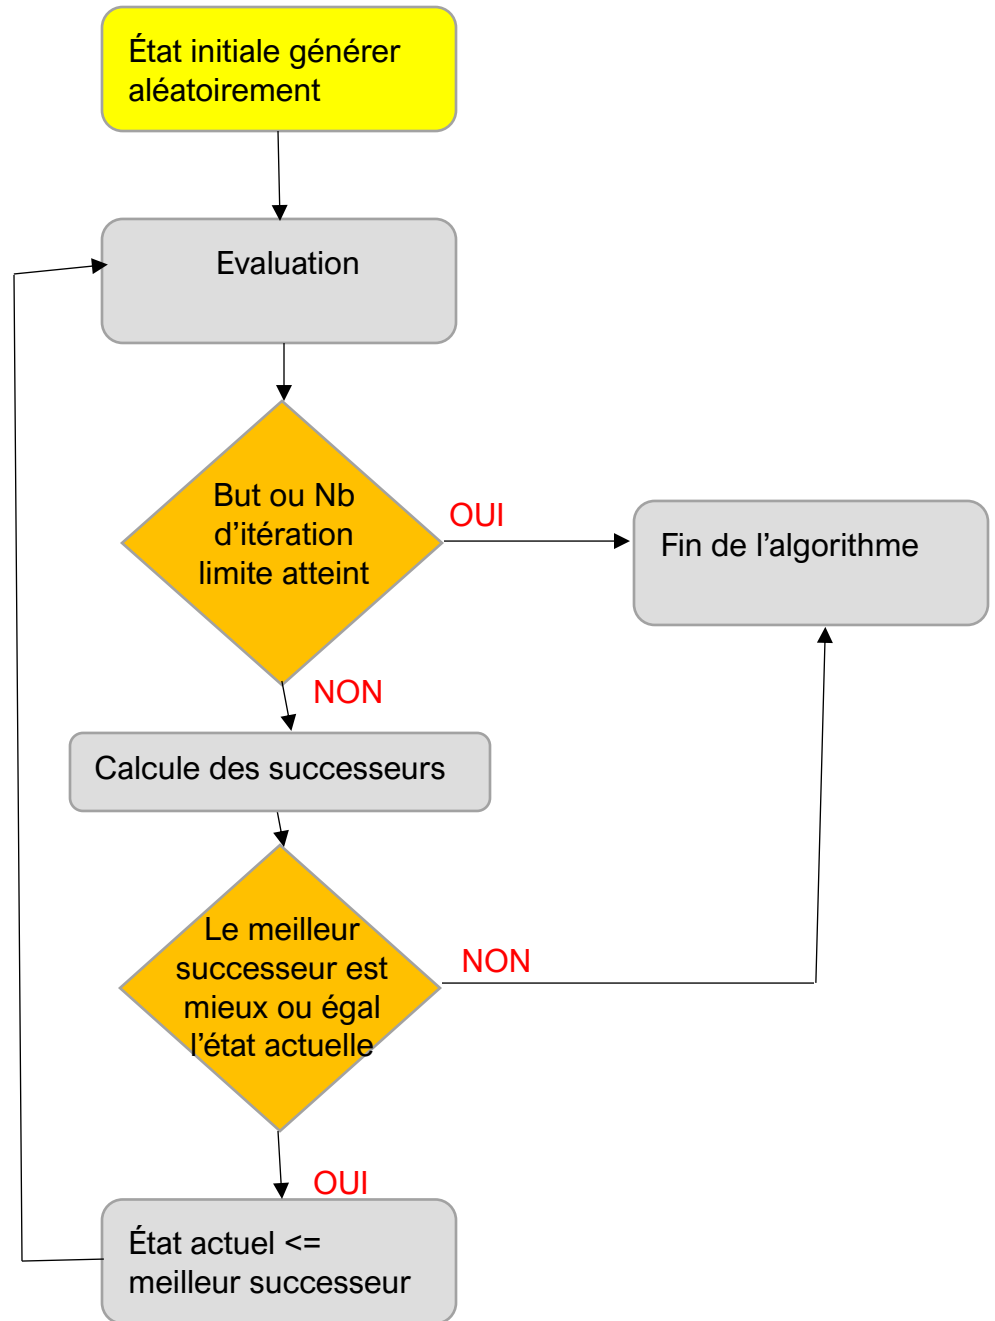 État initiale générer
aléatoirement
Evaluation
But ou Nb
d'itération
limite atteint
OUI
Fin de l'algorithme
NON
Calcule des successeurs
Le meilleur
successeur est
mieux ou égal
l'état actuelle
NON
OUI
État actuel <=
meilleur successeur